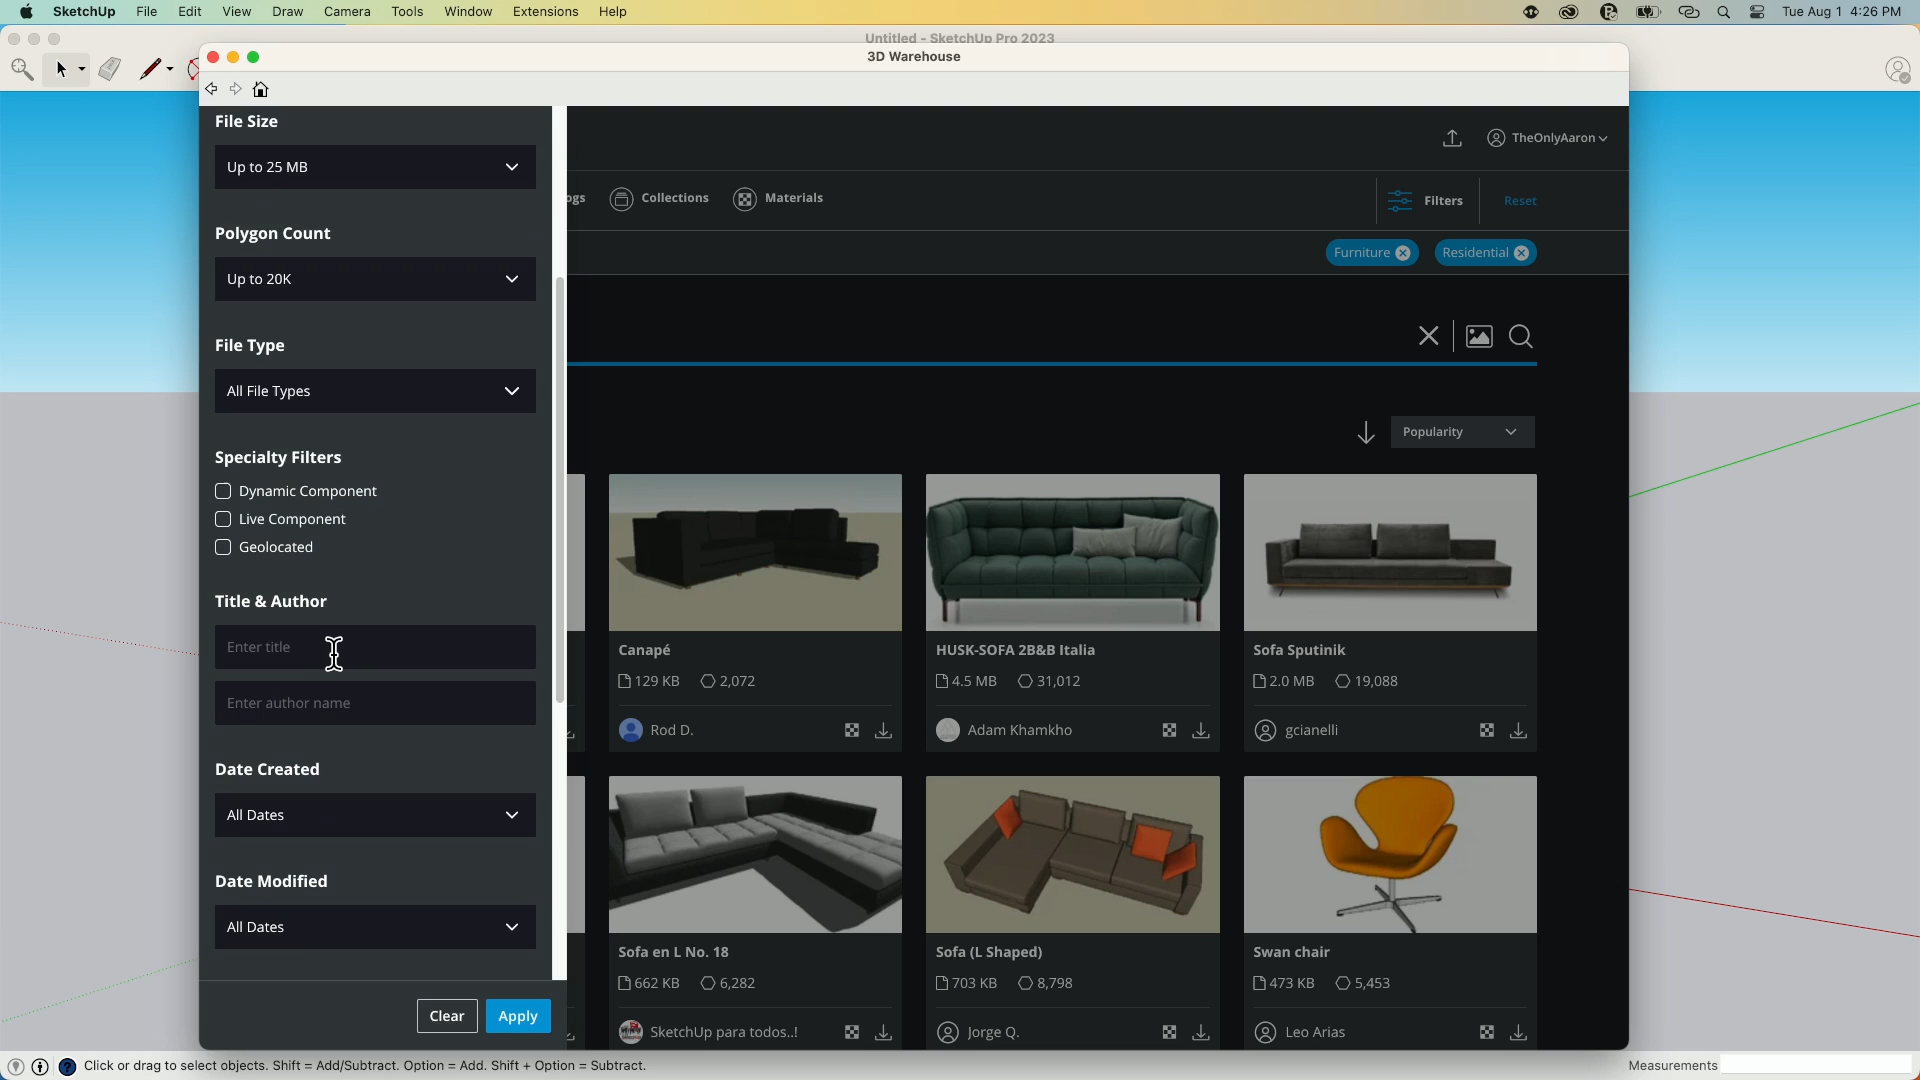 SketchUp File Edit View Draw Camera Tools Window Extensions Help Tue Aug 1 4:26 PM
Untitled - SketchUp Pro 2023
3D Warehouse
File Size
Up to 25 MB
Polygon Count
Up to 20K
File Type
All File Types
Specialty Filters
Dynamic Component
Live Component
Geolocated
Title & Author
Enter title
Enter author name
Date Created
All Dates
Date Modified
All Dates
Clear Apply
TheOnlyAaron
ogs Collections Materials Filters Reset
Furniture Residential
Popularity
Canapé HUSK-SOFA 2B&B Italia Sofa Sputinik
129 KB 2,072 4.5 MB 31,012 2.0 MB 19,088
Rod D. Adam Khamkho gcianelli
Sofa en L No. 18 Sofa (L Shaped) Swan chair
662 KB 6,282 703 KB 8,798 473 KB 5,453
SketchUp para todos..! Jorge Q. Leo Arias
Click or drag to select objects. Shift = Add/Subtract. Option = Add. Shift + Option = Subtract. Measurements